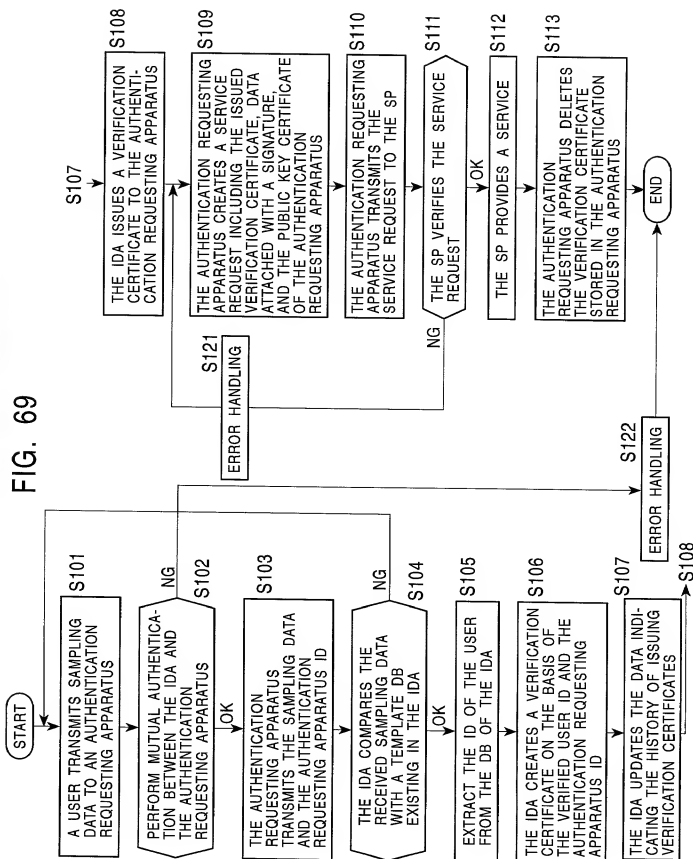 FIG. 69
START
S101
A USER TRANSMITS SAMPLING
DATA TO AN AUTHENTICATION
REQUESTING APPARATUS
S102
PERFORM MUTUAL AUTHENTICA-
TION BETWEEN THE IDA AND
THE AUTHENTICATION
REQUESTING APPARATUS
NG
OK
S103
THE AUTHENTICATION
REQUESTING APPARATUS
TRANSMITS THE SAMPLING DATA
AND THE AUTHENTICATION
REQUESTING APPARATUS ID
S104
THE IDA COMPARES THE
RECEIVED SAMPLING DATA
WITH A TEMPLATE DB
EXISTING IN THE IDA
NG
OK
S105
EXTRACT THE ID OF THE USER
FROM THE DB OF THE IDA
S106
THE IDA CREATES A VERIFICATION
CERTIFICATE ON THE BASIS OF
THE VERIFIED USER ID AND THE
AUTHENTICATION REQUESTING
APPARATUS ID
S107
THE IDA UPDATES THE DATA INDI-
CATING THE HISTORY OF ISSUING
VERIFICATION CERTIFICATES
S108
S107
S108
THE IDA ISSUES A VERIFICATION
CERTIFICATE TO THE AUTHENTI-
CATION REQUESTING APPARATUS
S109
THE AUTHENTICATION REQUESTING
APPARATUS CREATES A SERVICE
REQUEST INCLUDING THE ISSUED
VERIFICATION CERTIFICATE, DATA
ATTACHED WITH A SIGNATURE,
AND THE PUBLIC KEY CERTIFICATE
OF THE AUTHENTICATION
REQUESTING APPARATUS
S110
THE AUTHENTICATION REQUESTING
APPARATUS TRANSMITS THE
SERVICE REQUEST TO THE SP
S111
THE SP VERIFIES THE SERVICE
REQUEST
NG
OK
S121
ERROR HANDLING
S112
THE SP PROVIDES A SERVICE
S113
THE AUTHENTICATION
REQUESTING APPARATUS DELETES
THE VERIFICATION CERTIFICATE
STORED IN THE AUTHENTICATION
REQUESTING APPARATUS
S122
ERROR HANDLING
END